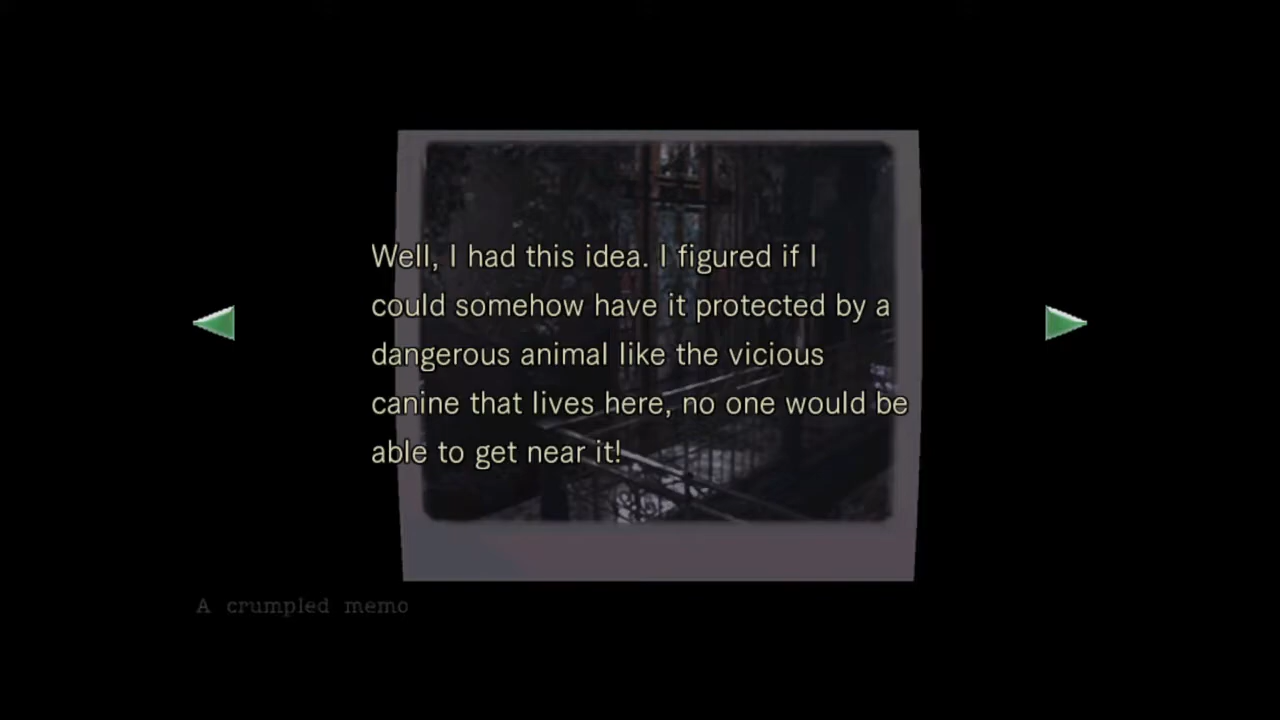 Well, I had this idea. I figured if I
could somehow have it protected by a
dangerous animal like the vicious
canine that lives here, no one would be
able to get near it!
A crumpled memo